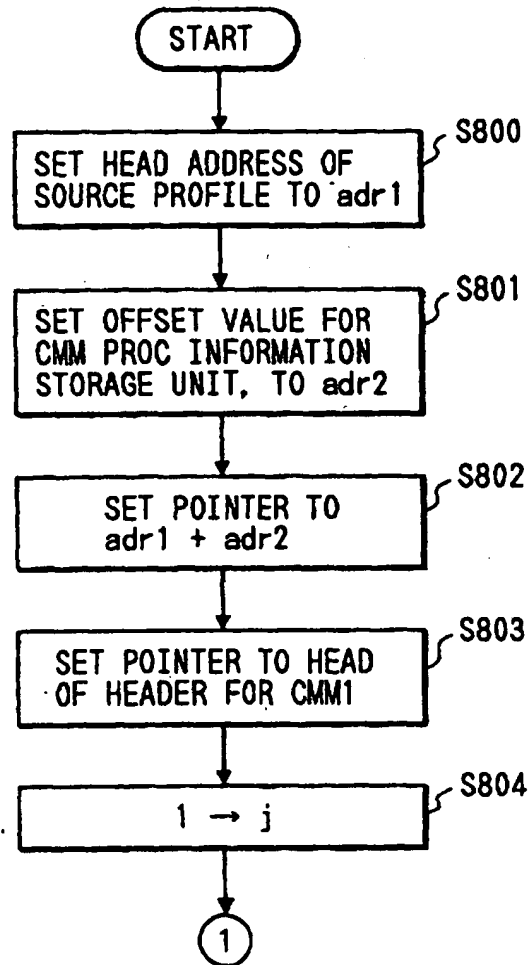 START
S800
SET HEAD ADDRESS OF
SOURCE PROFILE TO adr1
S801
SET OFFSET VALUE FOR
CMM PROC INFORMATION
STORAGE UNIT, TO adr2
S802
SET POINTER TO
adr1 + adr2
S803
SET POINTER TO HEAD
OF HEADER FOR CMM1
S804
1 → j
1